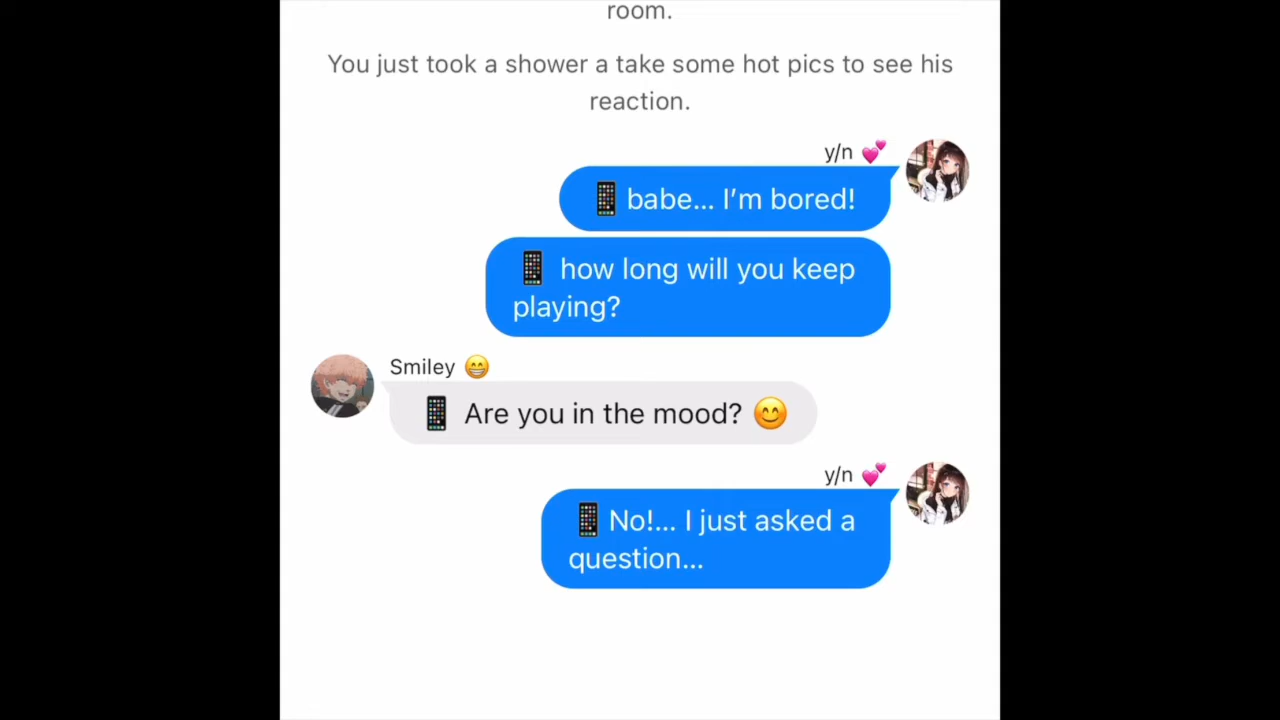 room.
You just took a shower a take some hot pics to see his
reaction.
y/n 💕
📱 babe... I'm bored!
📱 how long will you keep
playing?
Smiley 😁
📱 Are you in the mood? 😊
y/n 💕
📱 No!... I just asked a
question...